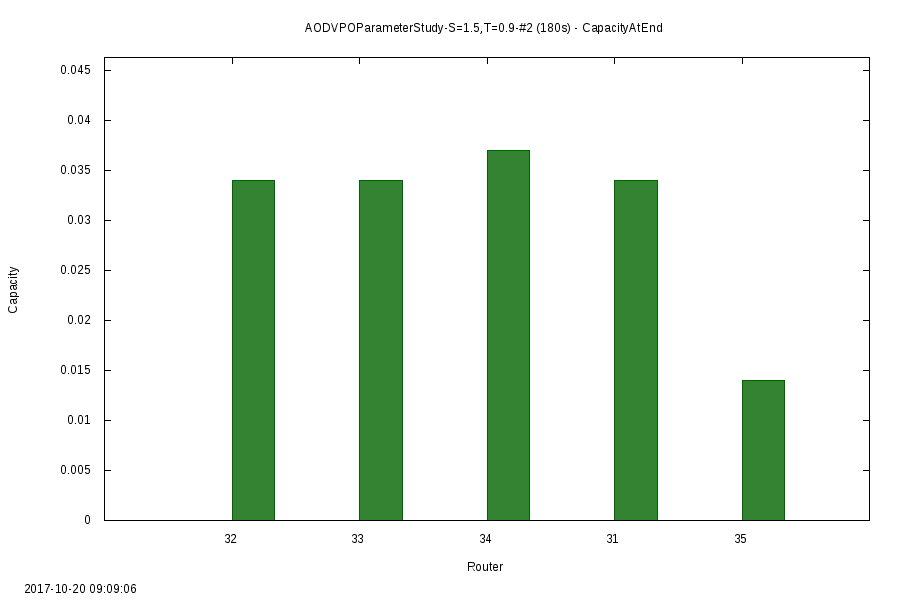 AODVPOParameterStudy-S=1.5,T=0.9-#2 (180s) - CapacityAtEnd
0.045
0.04
0.035
0.03
0.025
0.02
0.015
0.01
0.005
0
Capacity
32 33 34 31 35
Router
2017-10-20 09:09:06